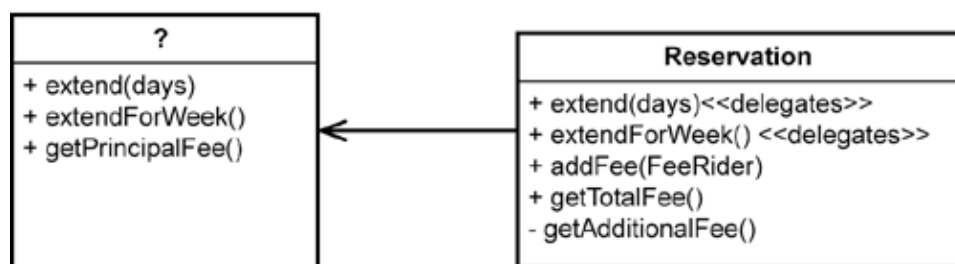 ?
+ extend(days)
+ extendForWeek()
+ getPrincipalFee()
Reservation
+ extend(days)<<delegates>>
+ extendForWeek() <<delegates>>
+ addFee(FeeRider)
+ getTotalFee()
- getAdditionalFee()